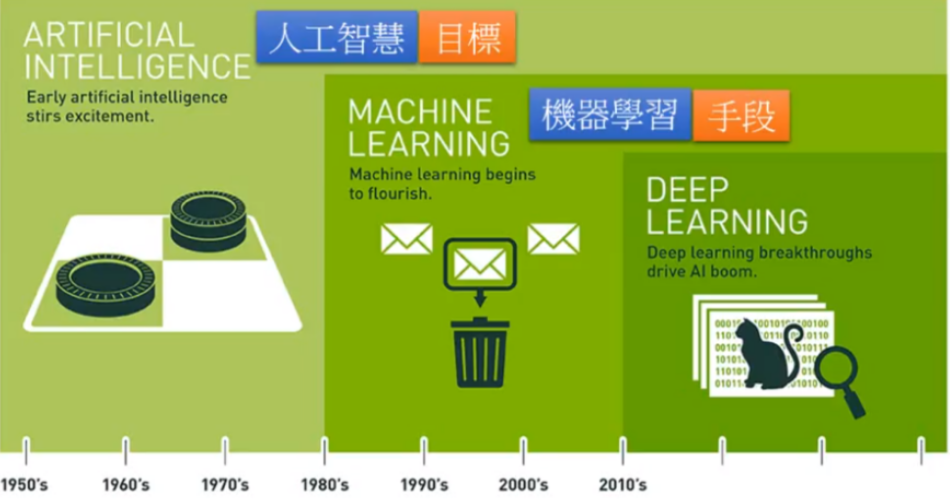 ARTIFICIAL
INTELLIGENCE
人工智慧 目標
Early artificial intelligence
stirs excitement.
MACHINE
LEARNING
機器學習 手段
Machine learning begins
to flourish.
DEEP
LEARNING
Deep learning breakthroughs
drive AI boom.
1950's 1960's 1970's 1980's 1990's 2000's 2010's